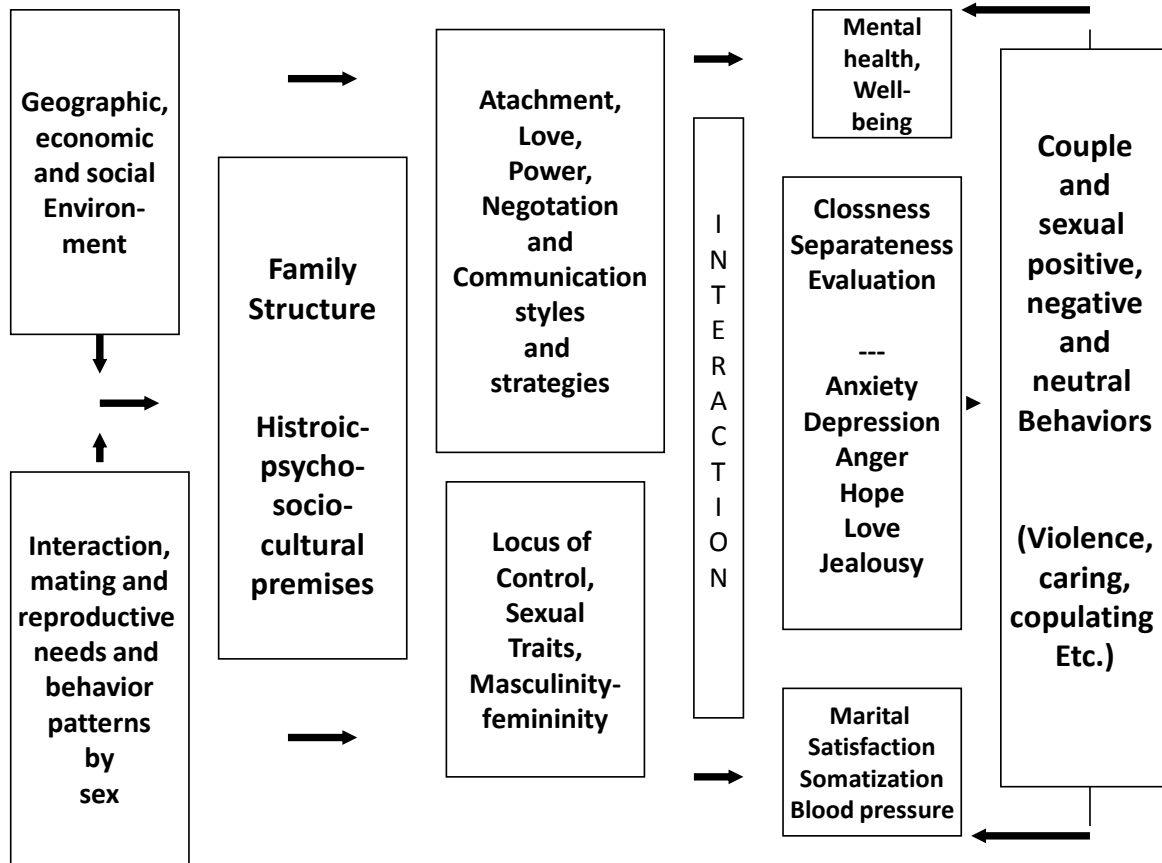 Geographic,
economic
and social
Environ-
ment
Interaction,
mating and
reproductive
needs and
behavior
patterns
by
sex
Family
Structure
Histroic-
psycho-
socio-
cultural
premises
Atachment,
Love,
Power,
Negotation
and
Communication
styles
and
strategies
Locus of
Control,
Sexual
Traits,
Masculinity-
femininity
I
N
T
E
R
A
C
T
I
O
N
Mental
health,
Well-
being
Clossness
Separateness
Evaluation
---
Anxiety
Depression
Anger
Hope
Love
Jealousy
Marital
Satisfaction
Somatization
Blood pressure
Couple
and
sexual
positive,
negative
and
neutral
Behaviors
(Violence,
caring,
copulating
Etc.)